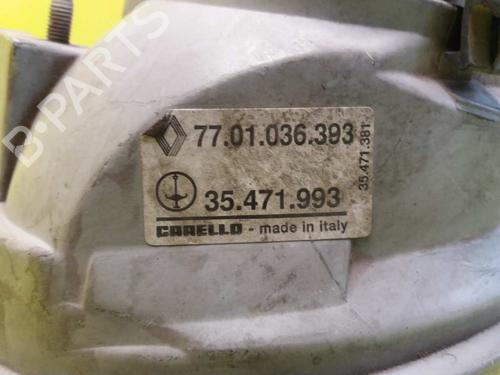 B-PARTS
77.01.036.393
35.471.993
CARELLO - made in italy
35.471.381